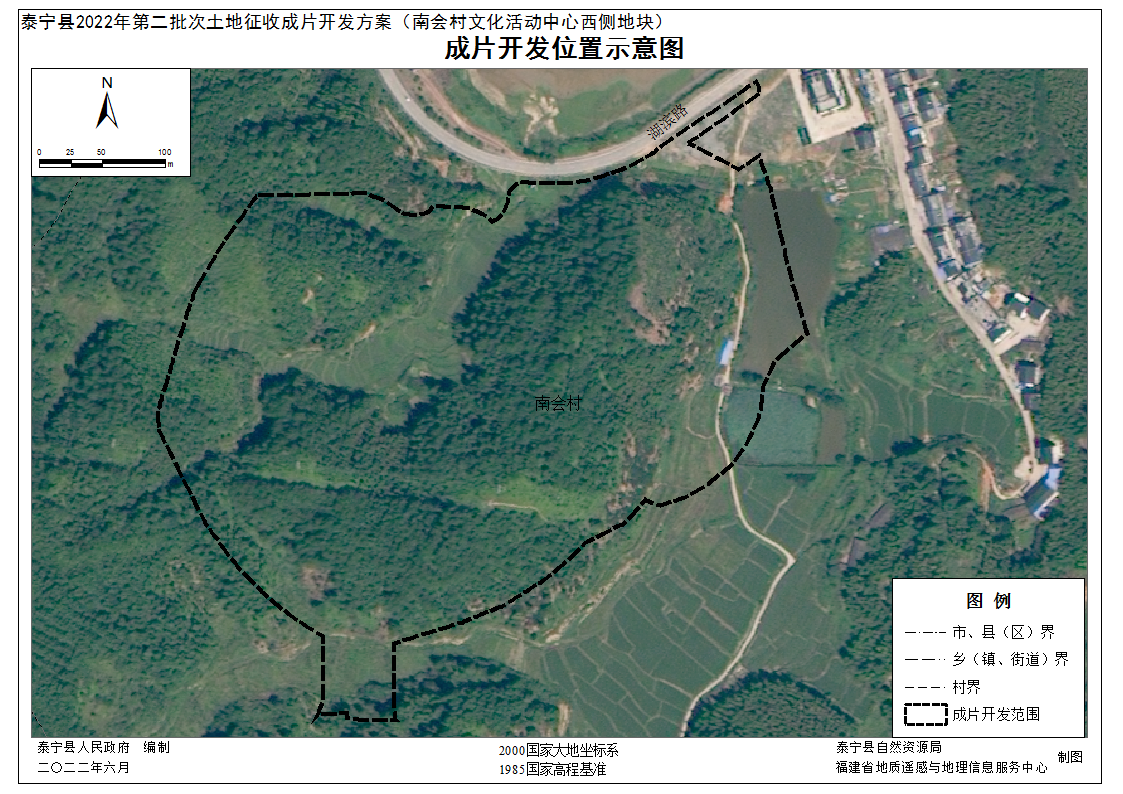 泰宁县2022年第二批次土地征收成片开发方案（南会村文化活动中心西侧地块）
成片开发位置示意图
N
0 25 50 100
m
湖滨路
南会村
图 例
市、县（区）界
乡（镇、街道）界
村界
成片开发范围
泰宁县人民政府 编制
二〇二二年六月
2000国家大地坐标系
1985国家高程基准
泰宁县自然资源局
福建省地质遥感与地理信息服务中心 制图